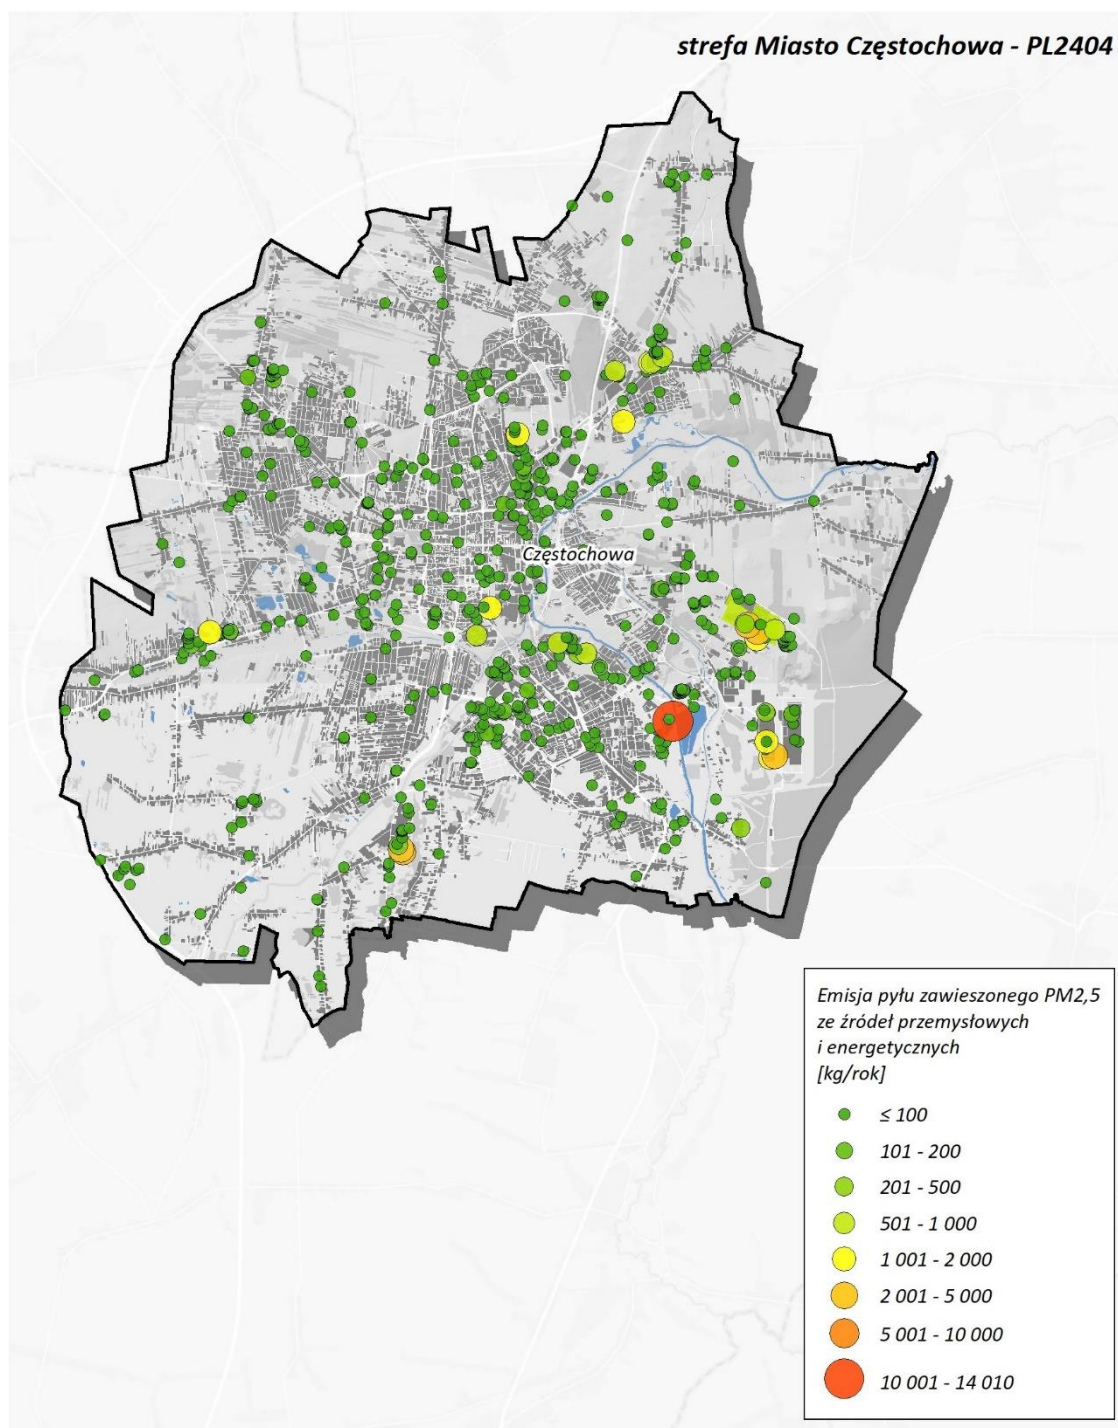 strefa Miasto Częstochowa - PL2404
Częstochowa
Emisja pyłu zawieszonego PM2,5
ze źródeł przemysłowych
i energetycznych
[kg/rok]
≤ 100
101 - 200
201 - 500
501 - 1 000
1 001 - 2 000
2 001 - 5 000
5 001 - 10 000
10 001 - 14 010